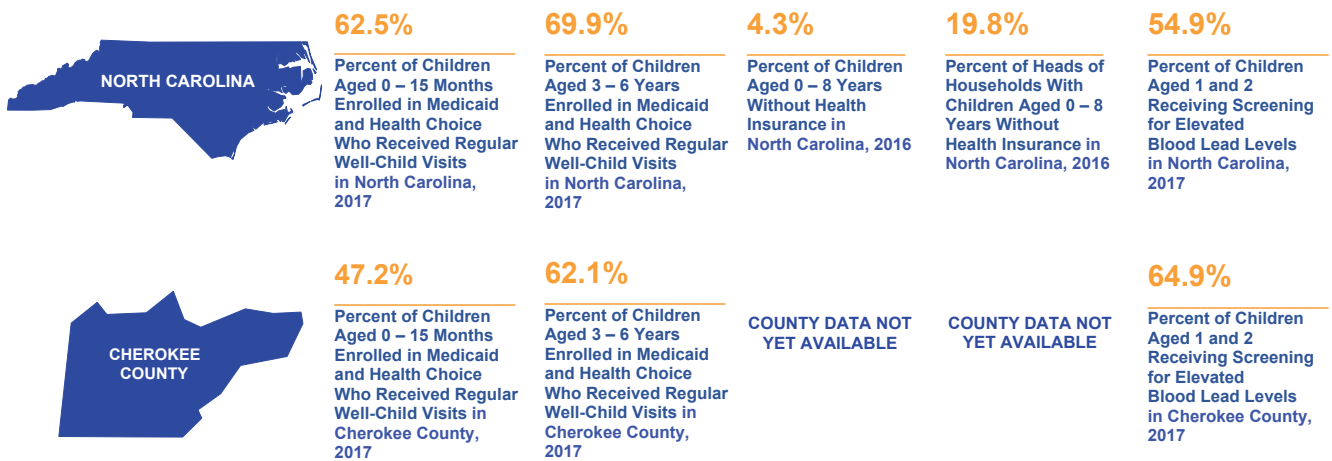 NORTH CAROLINA
62.5%
Percent of Children
Aged 0 – 15 Months
Enrolled in Medicaid
and Health Choice
Who Received Regular
Well-Child Visits
in North Carolina,
2017
69.9%
Percent of Children
Aged 3 – 6 Years
Enrolled in Medicaid
and Health Choice
Who Received Regular
Well-Child Visits
in North Carolina,
2017
4.3%
Percent of Children
Aged 0 – 8 Years
Without Health
Insurance in
North Carolina, 2016
19.8%
Percent of Heads of
Households With
Children Aged 0 – 8
Years Without
Health Insurance in
North Carolina, 2016
54.9%
Percent of Children
Aged 1 and 2
Receiving Screening
for Elevated
Blood Lead Levels
in North Carolina,
2017
CHEROKEE
COUNTY
47.2%
Percent of Children
Aged 0 – 15 Months
Enrolled in Medicaid
and Health Choice
Who Received Regular
Well-Child Visits in
Cherokee County,
2017
62.1%
Percent of Children
Aged 3 – 6 Years
Enrolled in Medicaid
and Health Choice
Who Received Regular
Well-Child Visits in
Cherokee County,
2017
COUNTY DATA NOT
YET AVAILABLE
COUNTY DATA NOT
YET AVAILABLE
64.9%
Percent of Children
Aged 1 and 2
Receiving Screening
for Elevated
Blood Lead Levels
in Cherokee County,
2017